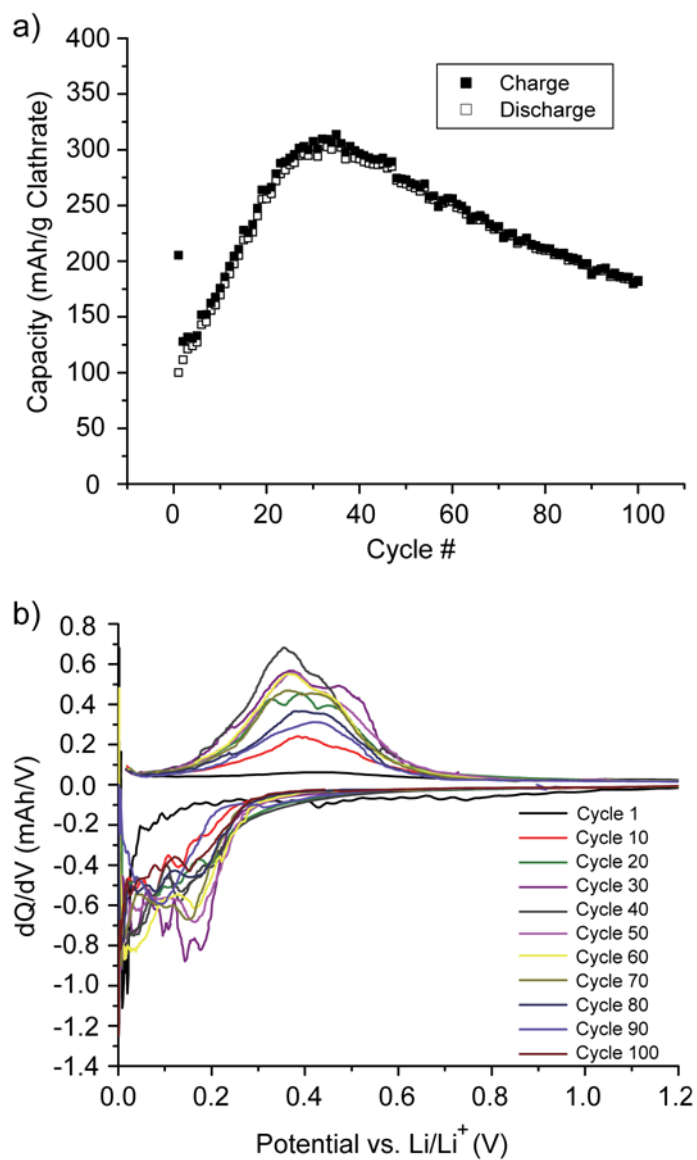 a)
400
350
300
250
200
150
100
50
0
Capacity (mAh/g Clathrate)
Charge
Discharge
0 20 40 60 80 100
Cycle #
b)
0.8
0.6
0.4
0.2
0.0
-0.2
-0.4
-0.6
-0.8
-1.0
-1.2
-1.4
dQ/dV (mAh/V)
Cycle 1
Cycle 10
Cycle 20
Cycle 30
Cycle 40
Cycle 50
Cycle 60
Cycle 70
Cycle 80
Cycle 90
Cycle 100
0.0 0.2 0.4 0.6 0.8 1.0 1.2
Potential vs. Li/Li⁺ (V)